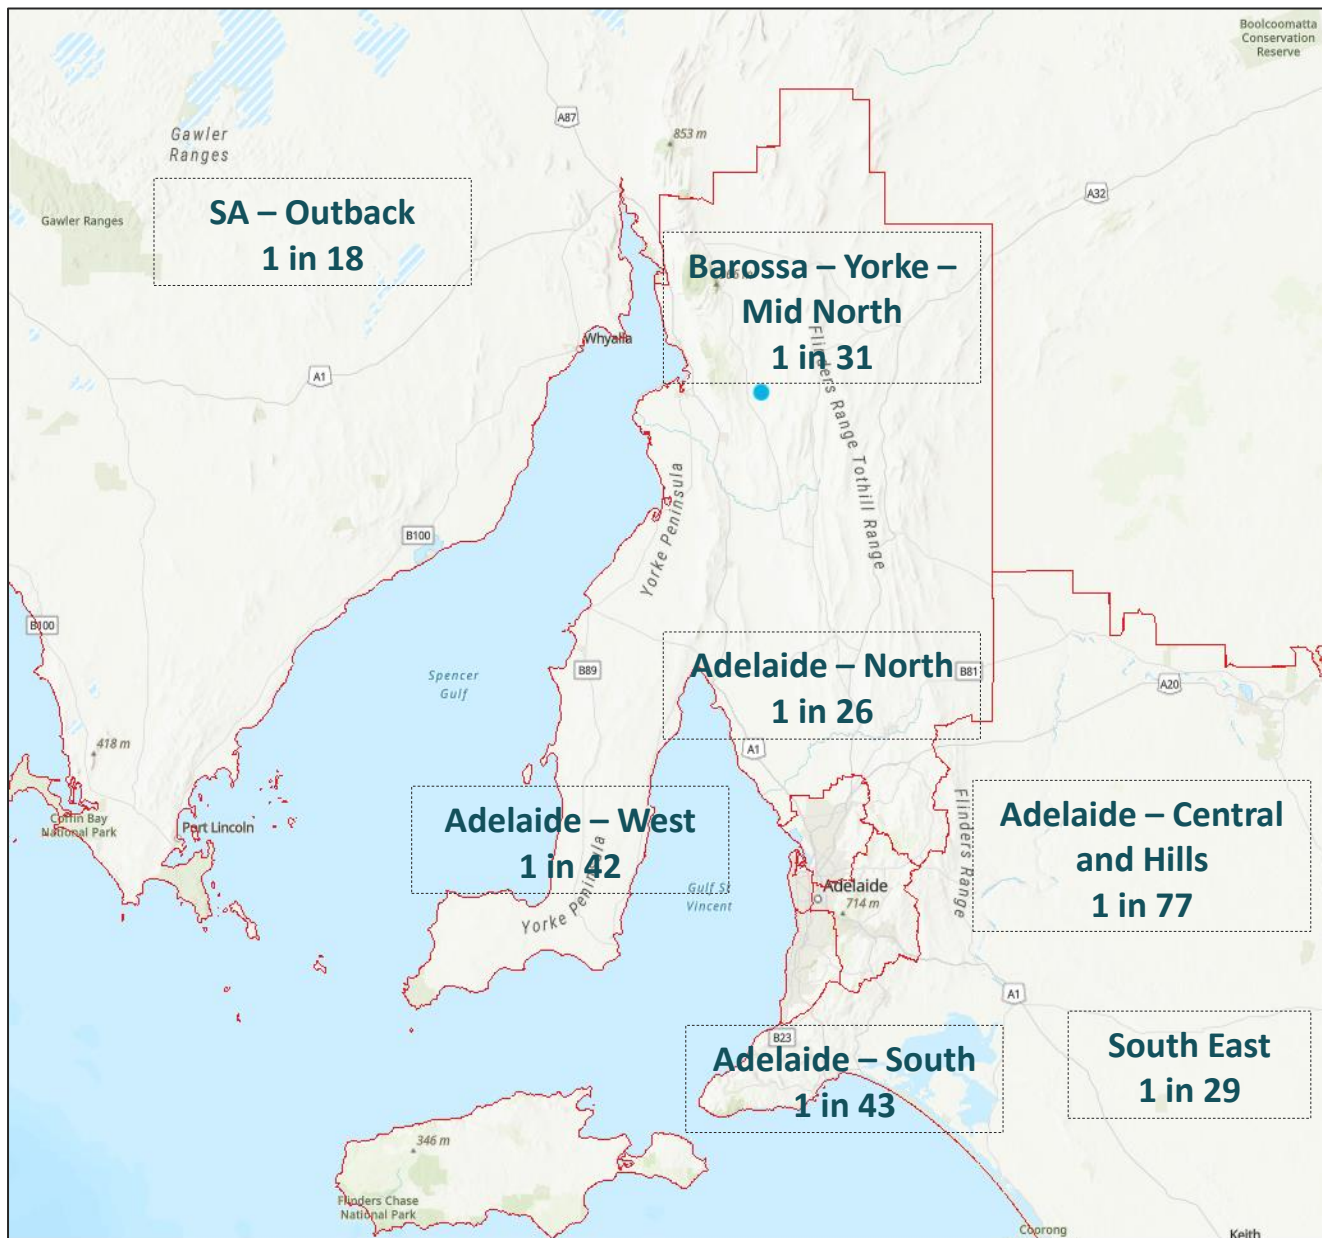 Boolcoomatta
Conservation
Reserve
A87
Gawler
Ranges
853 m
SA – Outback
1 in 18
Gawler Ranges
A32
Barossa – Yorke –
Mid North
1 in 31
Whyalla
A1
Flinders Range
Tothill Range
Yorke Peninsula
B100
B100
Adelaide – North
1 in 26
B89
B81
A20
Spencer
Gulf
418 m
A1
Coffin Bay
National Park
Port Lincoln
Adelaide – West
1 in 42
Yorke Peninsula
Gulf St
Vincent
Adelaide
714 m
Flinders Range
Adelaide – Central
and Hills
1 in 77
A1
B23
Adelaide – South
1 in 43
South East
1 in 29
346 m
Flinders Chase
National Park
Coorong
Keith